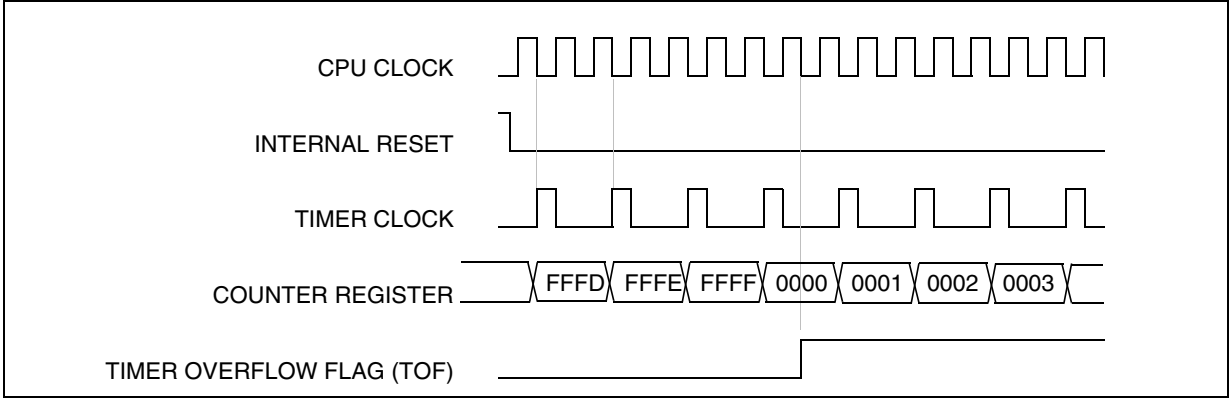 CPU CLOCK
INTERNAL RESET
TIMER CLOCK
COUNTER REGISTER FFFD FFFE FFFF 0000 0001 0002 0003
TIMER OVERFLOW FLAG (TOF)